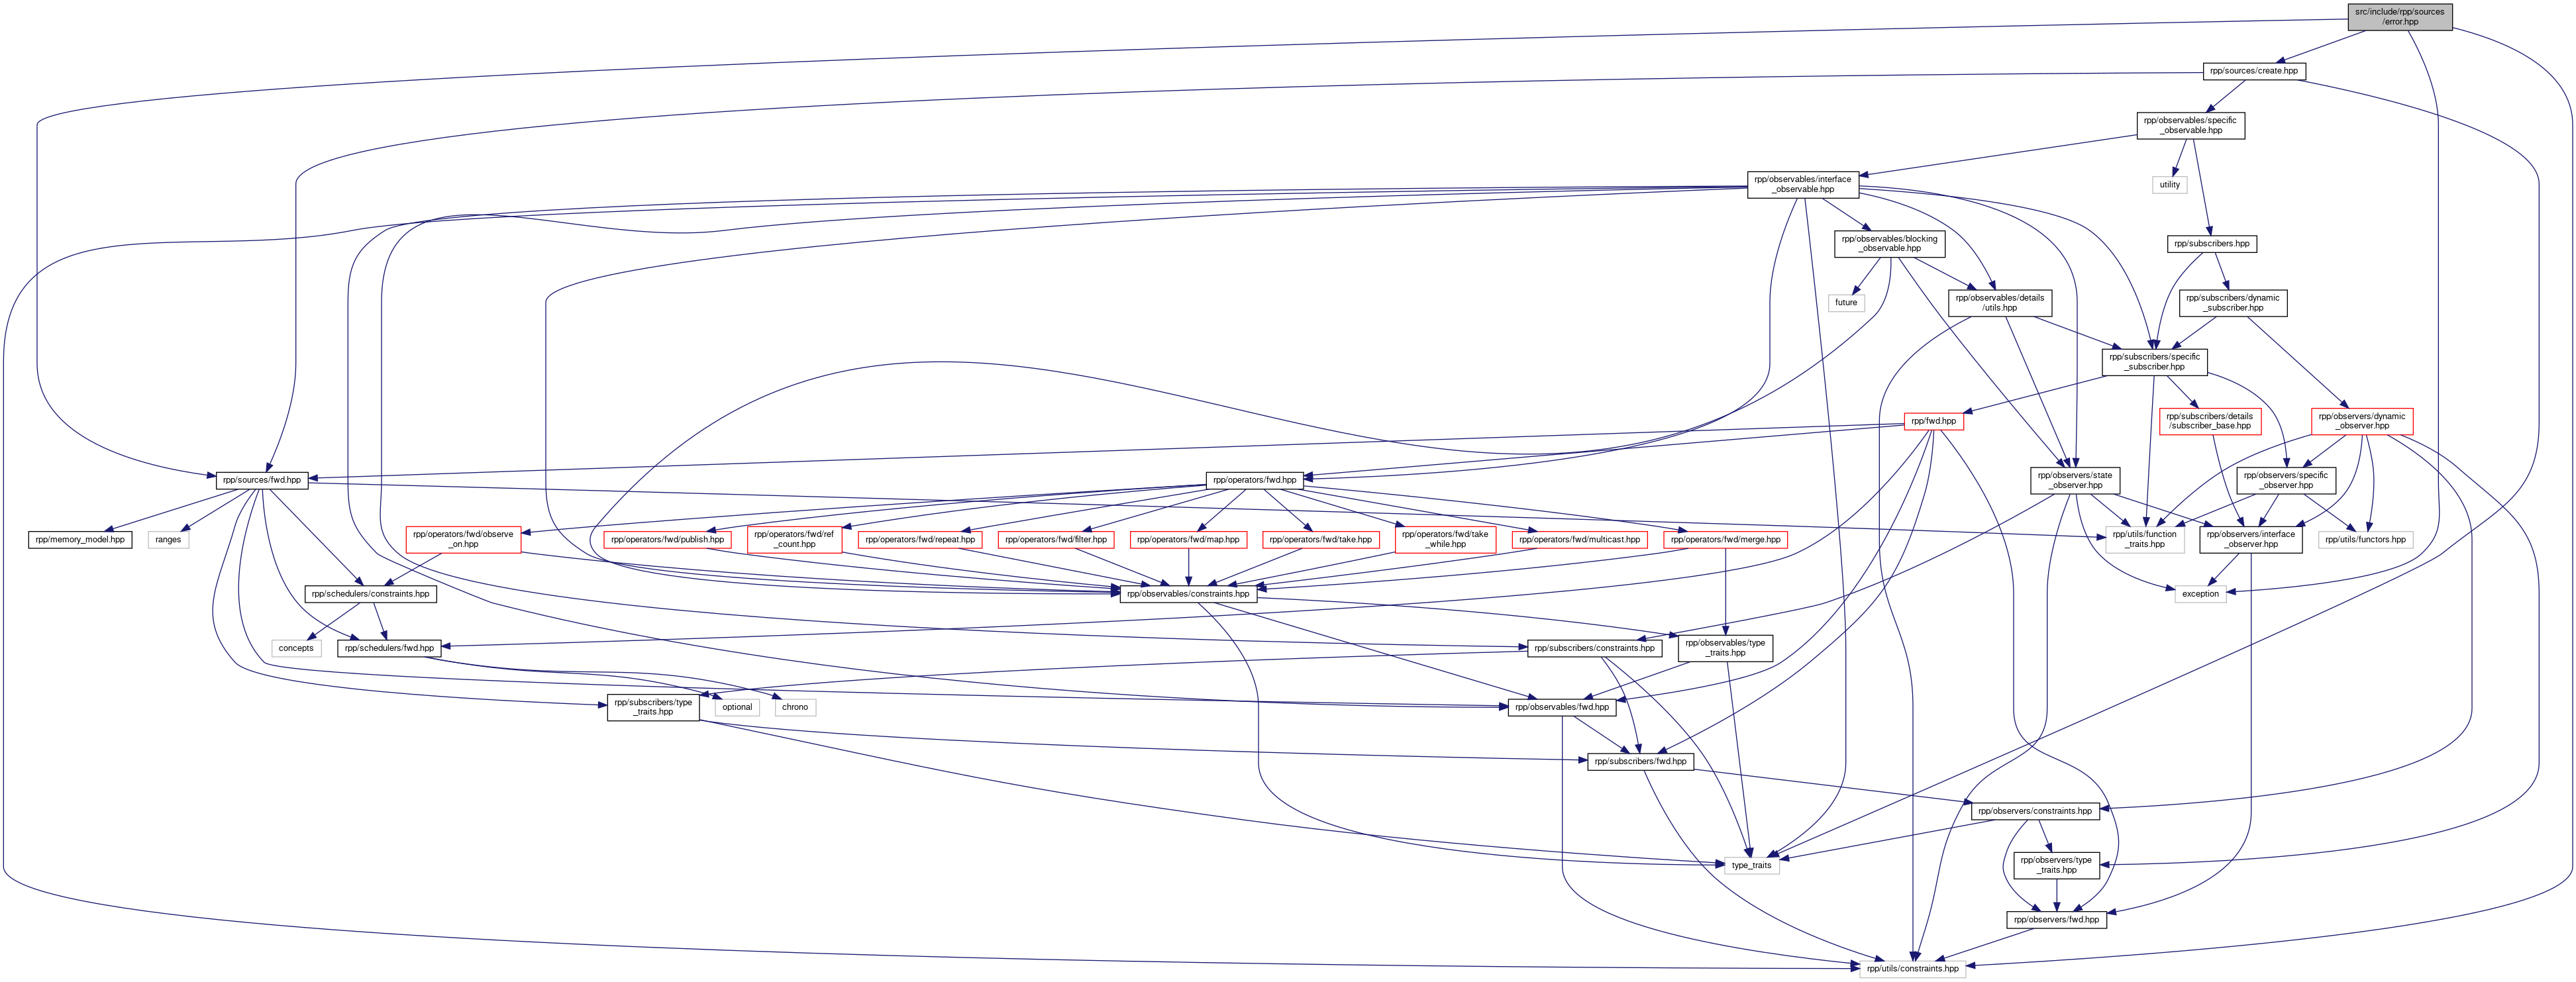 src/include/rpp/sources
/error.hpp
rpp/sources/create.hpp
rpp/observables/specific
_observable.hpp
rpp/observables/interface
_observable.hpp
utility
rpp/observables/blocking
_observable.hpp
rpp/subscribers.hpp
future
rpp/observables/details
/utils.hpp
rpp/subscribers/dynamic
_subscriber.hpp
rpp/subscribers/specific
_subscriber.hpp
rpp/fwd.hpp
rpp/subscribers/details
/subscriber_base.hpp
rpp/observers/dynamic
_observer.hpp
rpp/sources/fwd.hpp
rpp/operators/fwd.hpp
rpp/observers/state
_observer.hpp
rpp/observers/specific
_observer.hpp
rpp/memory_model.hpp
ranges
rpp/operators/fwd/observe
_on.hpp
rpp/operators/fwd/publish.hpp
rpp/operators/fwd/ref
_count.hpp
rpp/operators/fwd/repeat.hpp
rpp/operators/fwd/filter.hpp
rpp/operators/fwd/map.hpp
rpp/operators/fwd/take.hpp
rpp/operators/fwd/take
_while.hpp
rpp/operators/fwd/multicast.hpp
rpp/operators/fwd/merge.hpp
rpp/utils/function
_traits.hpp
rpp/observers/interface
_observer.hpp
rpp/utils/functors.hpp
rpp/schedulers/constraints.hpp
rpp/observables/constraints.hpp
exception
concepts
rpp/schedulers/fwd.hpp
rpp/subscribers/constraints.hpp
rpp/observables/type
_traits.hpp
rpp/subscribers/type
_traits.hpp
optional
chrono
rpp/observables/fwd.hpp
rpp/subscribers/fwd.hpp
rpp/observers/constraints.hpp
type_traits
rpp/observers/type
_traits.hpp
rpp/observers/fwd.hpp
rpp/utils/constraints.hpp